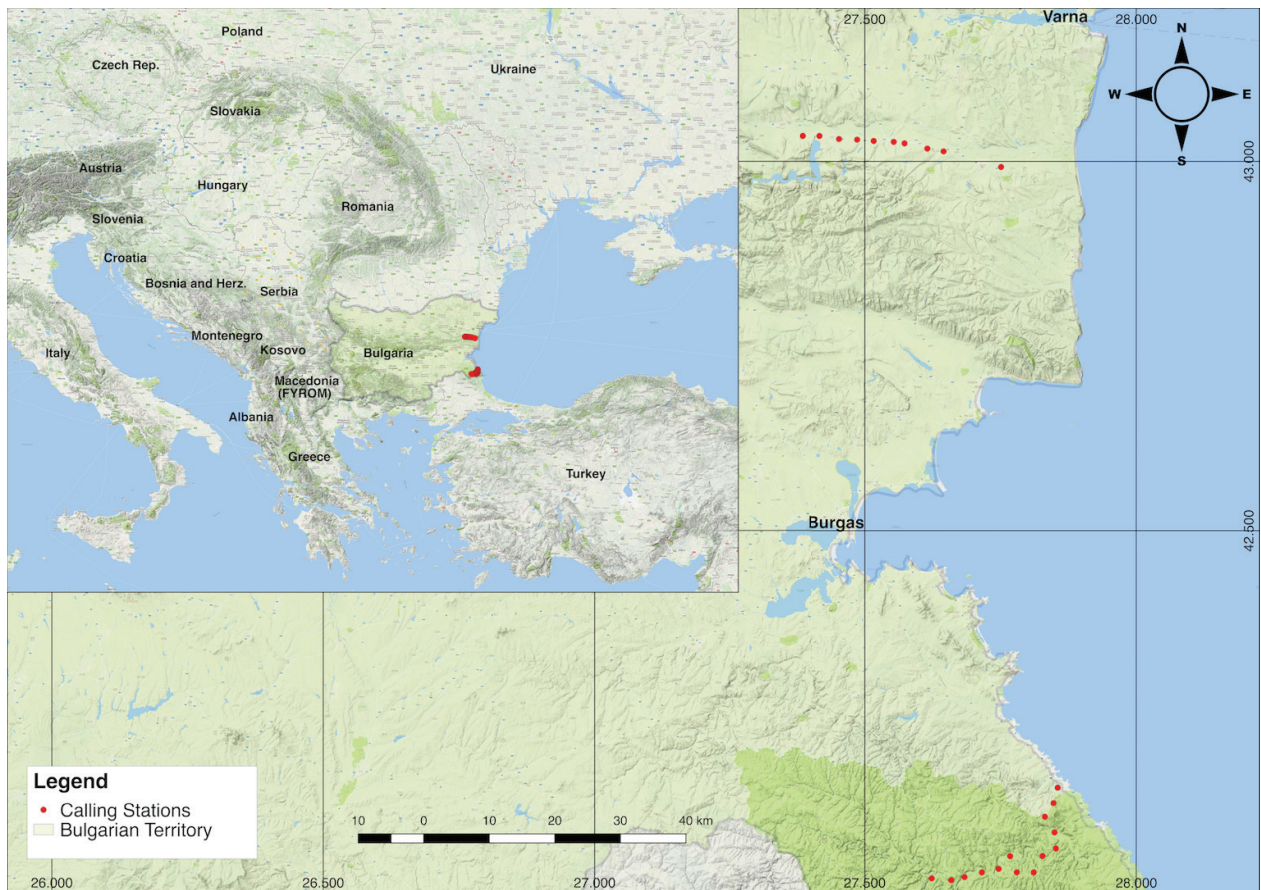 Poland
Czech Rep.
Ukraine
Slovakia
Austria
Hungary
Slovenia
Romania
Croatia
Bosnia and Herz.
Serbia
Montenegro
Kosovo
Italy
Bulgaria
Macedonia
(FYROM)
Albania
Greece
Turkey
27.500
Varna
28.000
N
W
E
S
43.000
Burgas
42.500
Legend
Calling Stations
Bulgarian Territory
10
0
10
20
30
40 km
26.000
26.500
27.000
27.500
28.000